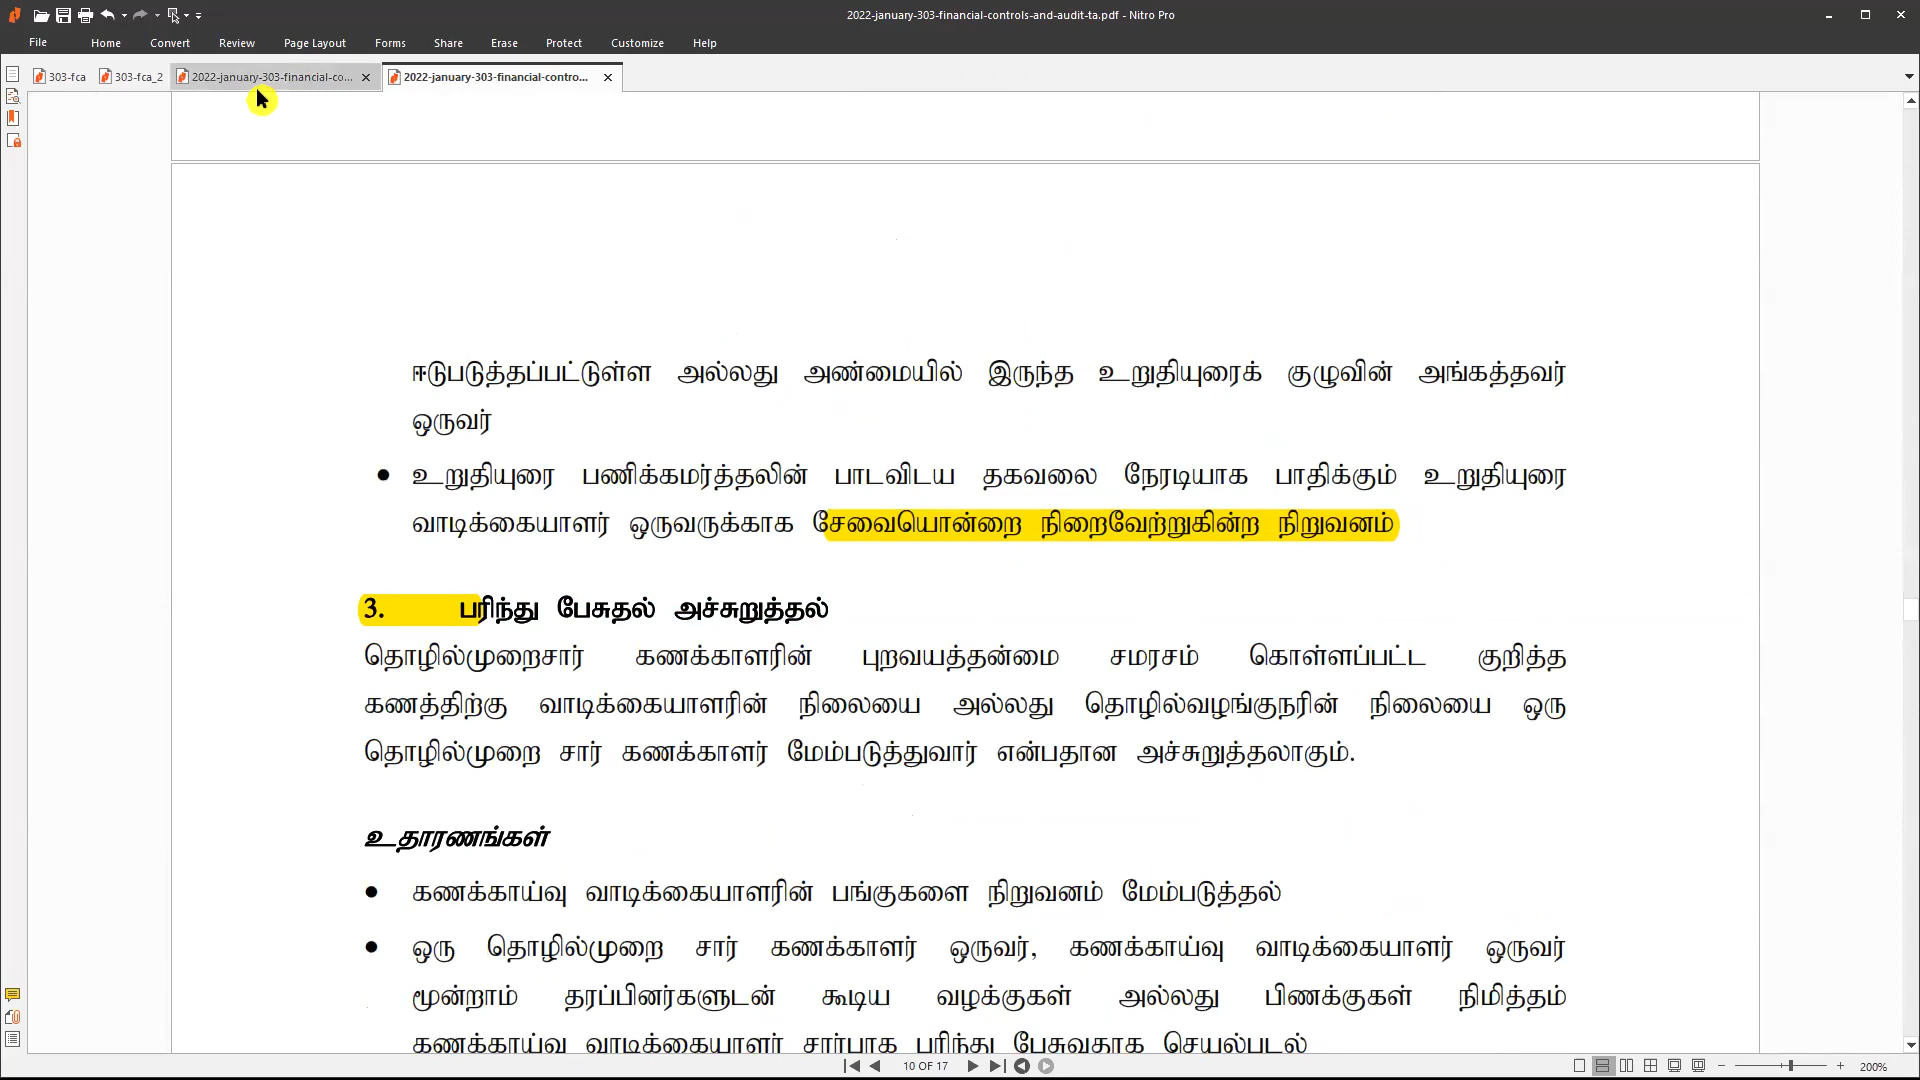 2022-january-303-financial-controls-and-audit-ta.pdf - Nitro Pro
File Home Convert Review Page Layout Forms Share Erase Protect Customize Help
303-fca 303-fca_2 2022-january-303-financial-co... 2022-january-303-financial-contro...
ஈடுபடுத்தப்பட்டுள்ள அல்லது அண்மையில் இருந்த உறுதியுரைக் குழுவின் அங்கத்தவர்
ஒருவர்
● உறுதியுரை பணிக்கமர்த்தலின் பாடவிடய தகவலை நேரடியாக பாதிக்கும் உறுதியுரை
வாடிக்கையாளர் ஒருவருக்காக சேவையொன்றை நிறைவேற்றுகின்ற நிறுவனம்
3. பரிந்து பேசுதல் அச்சுறுத்தல்
தொழில்முறைசார் கணக்காளரின் புறவயத்தன்மை சமரசம் கொள்ளப்பட்ட குறித்த
கணத்திற்கு வாடிக்கையாளரின் நிலையை அல்லது தொழில்வழங்குநரின் நிலையை ஒரு
தொழில்முறை சார் கணக்காளர் மேம்படுத்துவார் என்பதான அச்சுறுத்தலாகும்.
உதாரணங்கள்
● கணக்காய்வு வாடிக்கையாளரின் பங்குகளை நிறுவனம் மேம்படுத்தல்
● ஒரு தொழில்முறை சார் கணக்காளர் ஒருவர், கணக்காய்வு வாடிக்கையாளர் ஒருவர்
மூன்றாம் தரப்பினர்களுடன் கூடிய வழக்குகள் அல்லது பிணக்குகள் நிமித்தம்
கணக்காய்வு வாடிக்கையாளர் சார்பாக பரிந்து பேசுவதாக செயல்படல்
10 OF 17
200%